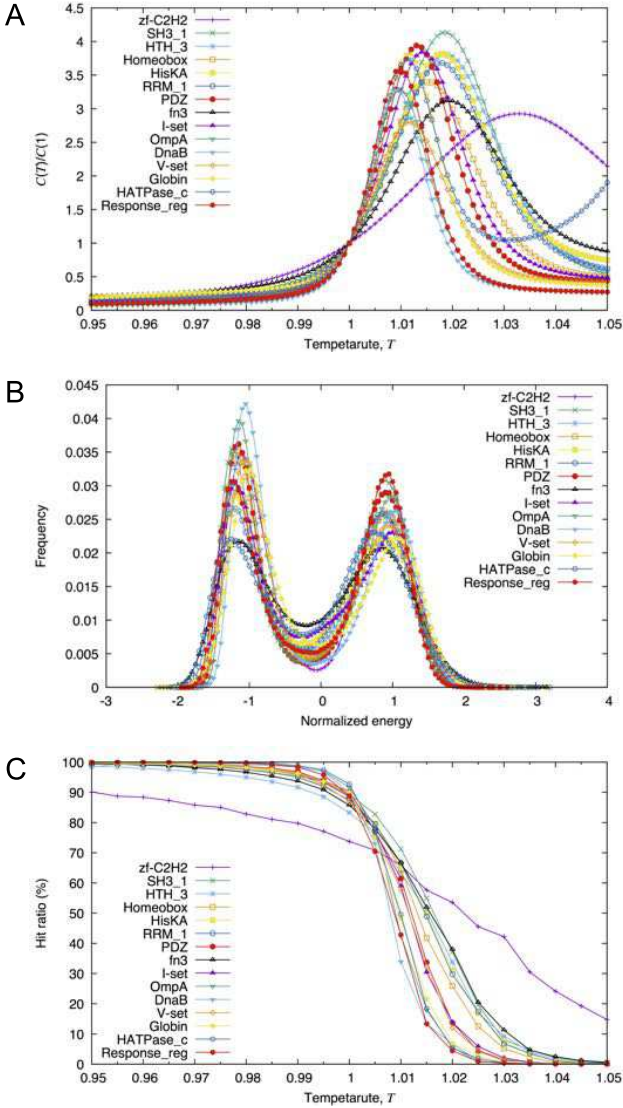 A
4.5
4
3.5
3
2.5
2
1.5
1
0.5
0
C(T)/C(1)
zf-C2H2
SH3_1
HTH_3
Homeobox
HisKA
RRM_1
PDZ
fn3
I-set
OmpA
DnaB
V-set
Globin
HATPase_c
Response_reg
0.95 0.96 0.97 0.98 0.99 1 1.01 1.02 1.03 1.04 1.05
Tempetarute, T
B
0.045
0.04
0.035
0.03
0.025
0.02
0.015
0.01
0.005
0
Frequency
zf-C2H2
SH3_1
HTH_3
Homeobox
HisKA
RRM_1
PDZ
fn3
I-set
OmpA
DnaB
V-set
Globin
HATPase_c
Response_reg
-3 -2 -1 0 1 2 3 4
Normalized energy
C
100
90
80
70
60
50
40
30
20
10
0
Hit ratio (%)
zf-C2H2
SH3_1
HTH_3
Homeobox
HisKA
RRM_1
PDZ
fn3
I-set
OmpA
DnaB
V-set
Globin
HATPase_c
Response_reg
0.95 0.96 0.97 0.98 0.99 1 1.01 1.02 1.03 1.04 1.05
Tempetarute, T